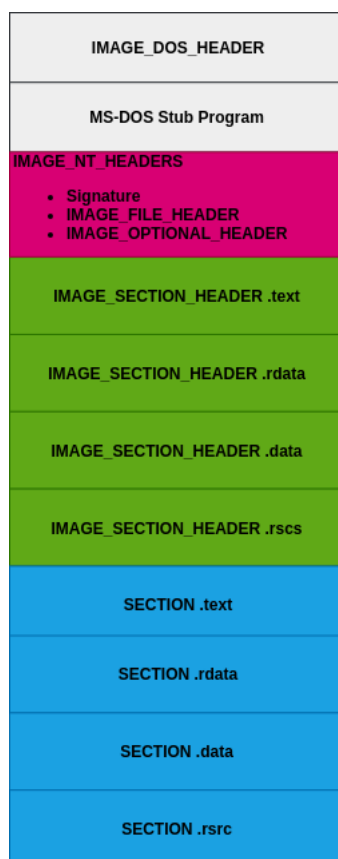 IMAGE_DOS_HEADER
MS-DOS Stub Program
IMAGE_NT_HEADERS
• Signature
• IMAGE_FILE_HEADER
• IMAGE_OPTIONAL_HEADER
IMAGE_SECTION_HEADER .text
IMAGE_SECTION_HEADER .rdata
IMAGE_SECTION_HEADER .data
IMAGE_SECTION_HEADER .rscs
SECTION .text
SECTION .rdata
SECTION .data
SECTION .rsrc